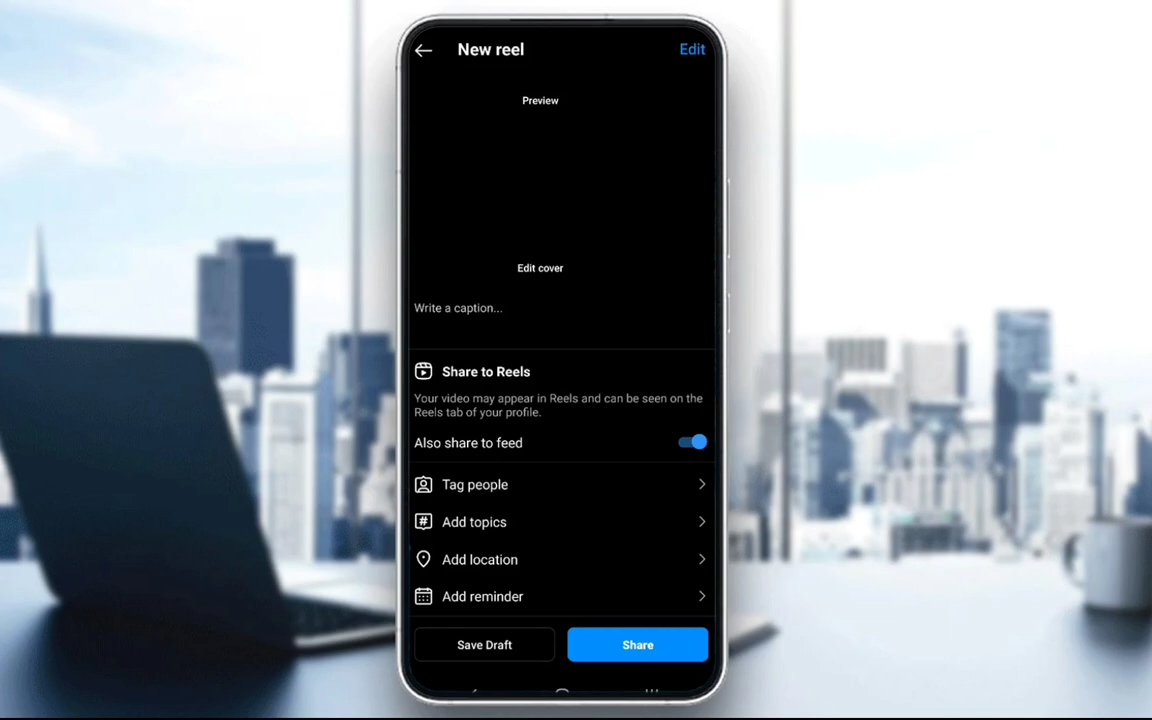 New reel
Edit
Preview
Edit cover
Write a caption...
Share to Reels
Your video may appear in Reels and can be seen on the
Reels tab of your profile.
Also share to feed
Tag people
Add topics
Add location
Add reminder
Save Draft
Share